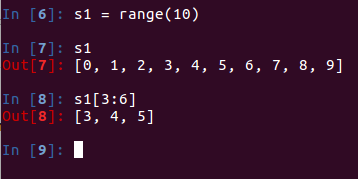 In [6]: s1 = range(10)
In [7]: s1
Out[7]: [0, 1, 2, 3, 4, 5, 6, 7, 8, 9]
In [8]: s1[3:6]
Out[8]: [3, 4, 5]
In [9]: